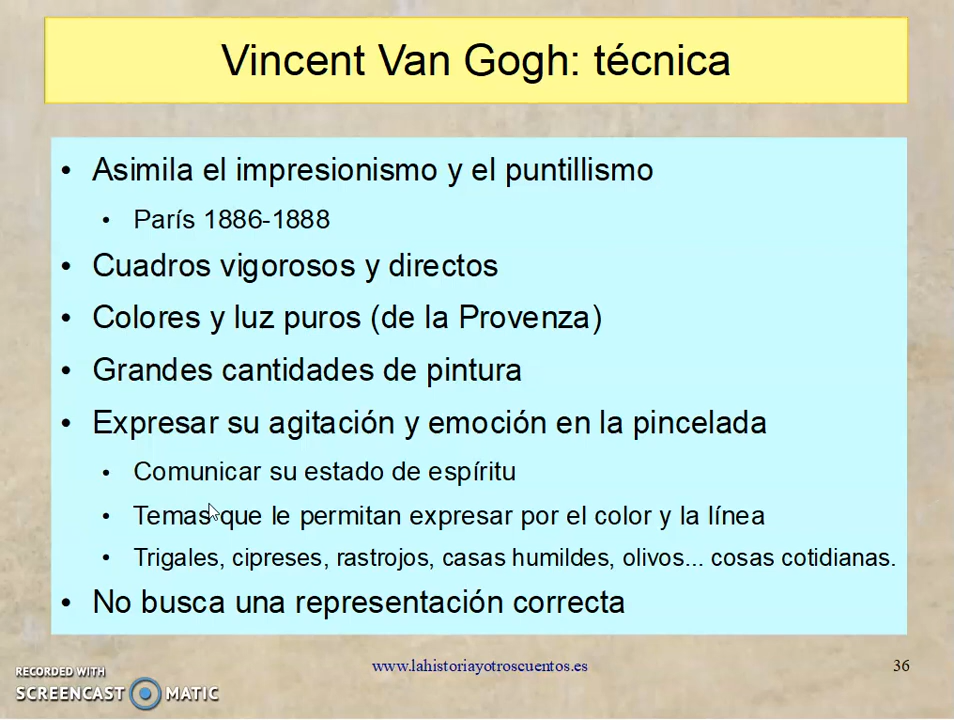 Vincent Van Gogh: técnica
• Asimila el impresionismo y el puntillismo
• París 1886-1888
• Cuadros vigorosos y directos
• Colores y luz puros (de la Provenza)
• Grandes cantidades de pintura
• Expresar su agitación y emoción en la pincelada
• Comunicar su estado de espíritu
• Temas que le permitan expresar por el color y la línea
• Trigales, cipreses, rastrojos, casas humildes, olivos... cosas cotidianas.
• No busca una representación correcta
www.lahistoriayotroscuentos.es
36
RECORDED WITH
SCREENCAST MATIC